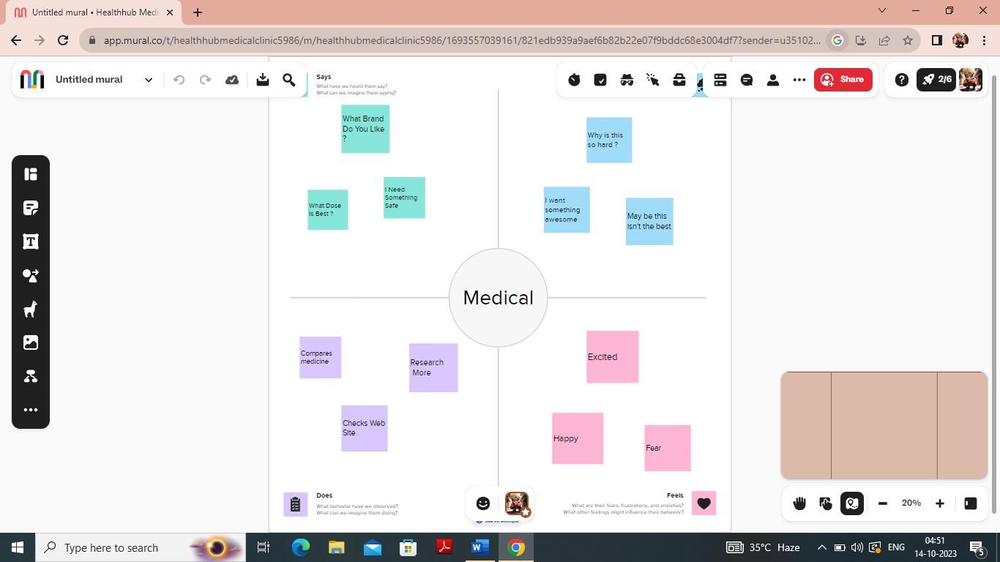 Untitled mural • Healthhub Medi
app.mural.co/t/healthhubmedicalclinic5986/m/healthhubmedicalclinic5986/1693557039161/821edb939a9aef6b82b22e07f9bddc68e3004df7?sender=u35102...
Untitled mural
Share
2/6
Says
What have we heard them say?
What can we imagine them saying?
What Brand
Do You Like
?
What Dose
Is Best ?
I Need
Something
Safe
Why is this
so hard ?
I want
something
awesome
May be this
isn't the best
Medical
Compares
medicine
Research
More
Checks Web
Site
Excited
Happy
Fear
Does
What behavior have we observed?
What can we imagine them doing?
Feels
What are their fears, frustrations, and anxieties?
What other feelings might influence their behavior?
See an example
20%
Type here to search
35°C Haze
ENG
04:51
14-10-2023
5